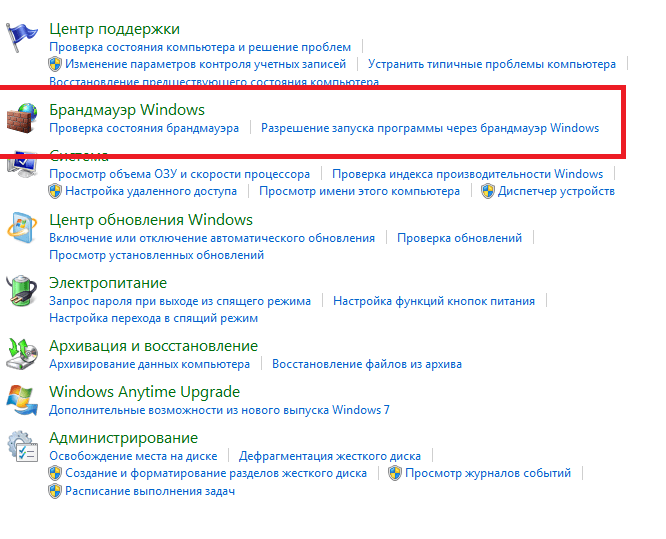 Центр поддержки
Проверка состояния компьютера и решение проблем
Изменение параметров контроля учетных записей Устранить типичные проблемы компьютера
Восстановление предшествующего состояния компьютера
Брандмауэр Windows
Проверка состояния брандмауэра Разрешение запуска программы через брандмауэр Windows
Система
Просмотр объема ОЗУ и скорости процессора Проверка индекса производительности Windows
Настройка удаленного доступа Просмотр имени этого компьютера Диспетчер устройств
Центр обновления Windows
Включение или отключение автоматического обновления Проверка обновлений
Просмотр установленных обновлений
Электропитание
Запрос пароля при выходе из спящего режима Настройка функций кнопок питания
Настройка перехода в спящий режим
Архивация и восстановление
Архивирование данных компьютера Восстановление файлов из архива
Windows Anytime Upgrade
Дополнительные возможности из нового выпуска Windows 7
Администрирование
Освобождение места на диске Дефрагментация жесткого диска
Создание и форматирование разделов жесткого диска Просмотр журналов событий
Расписание выполнения задач